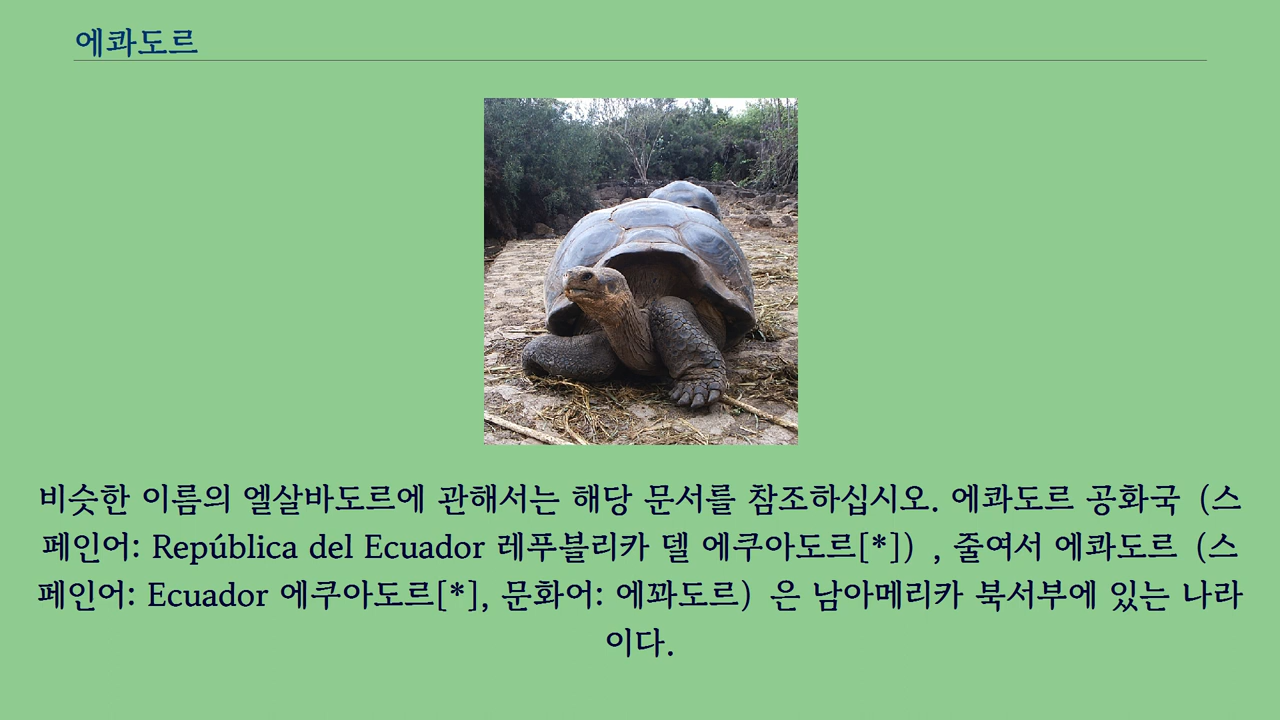 에콰도르
비슷한 이름의 엘살바도르에 관해서는 해당 문서를 참조하십시오. 에콰도르 공화국 (스
페인어: República del Ecuador 레푸블리카 델 에쿠아도르[*]) , 줄여서 에콰도르 (스
페인어: Ecuador 에쿠아도르[*], 문화어: 에꽈도르) 은 남아메리카 북서부에 있는 나라
이다.